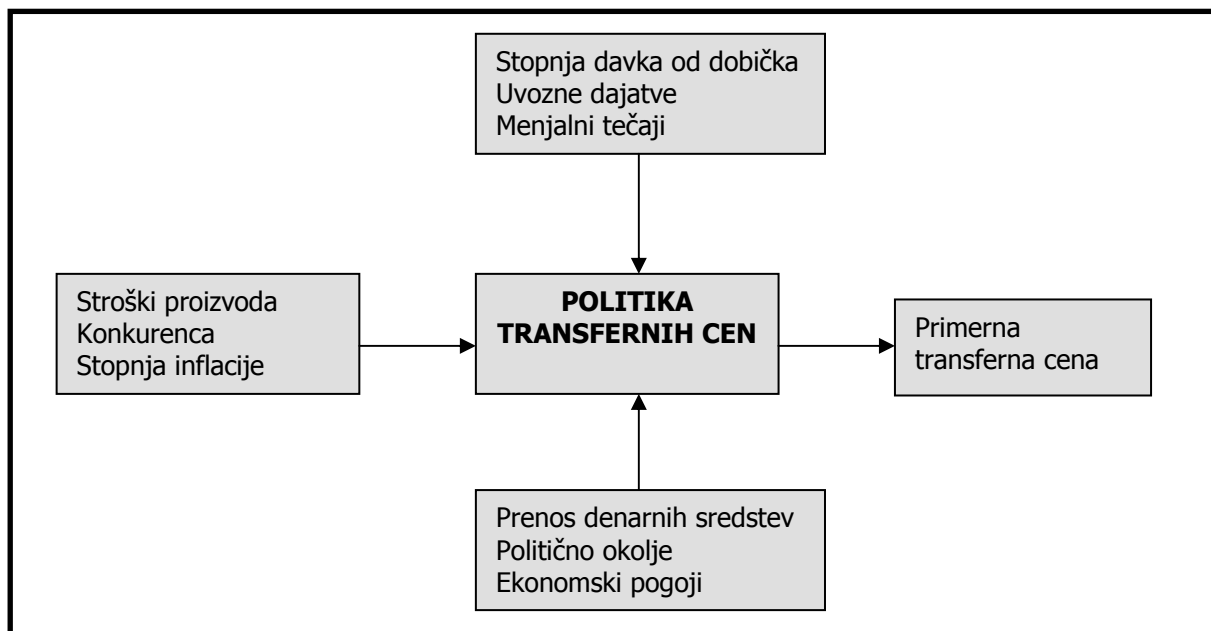 Stopnja davka od dobička
Uvozne dajatve
Menjalni tečaji
Stroški proizvoda
Konkurenca
Stopnja inflacije
POLITIKA
TRANSFERNIH CEN
Primerna
transferna cena
Prenos denarnih sredstev
Politično okolje
Ekonomski pogoji